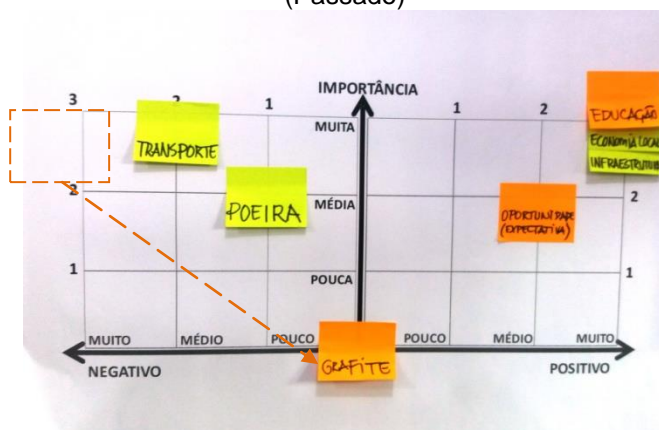 (Passado)
IMPORTÂNCIA
3 2 1 1 2
MUITA
EDUCAÇÃO
ECONOMIA LOCAL
INFRAESTRUTURA
TRANSPORTE
2 MÉDIA 2
POEIRA
OPORTUNIDADE
(EXPECTATIVA)
1 POUCA 1
MUITO MÉDIO POUCO POUCO MÉDIO MUITO
GRAFITE
NEGATIVO POSITIVO